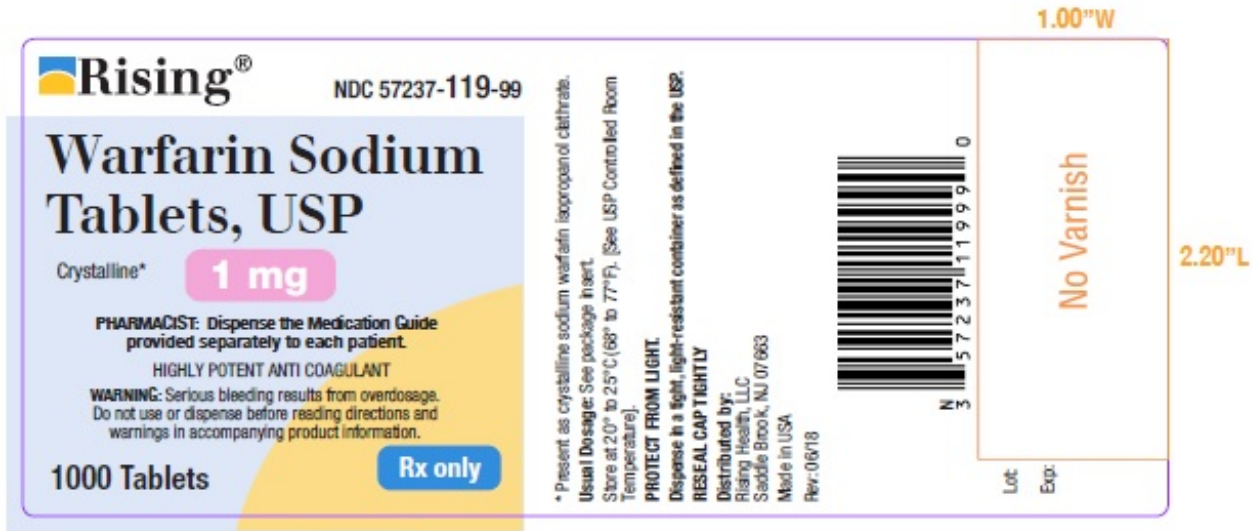 Rising®
NDC 57237-119-99
Warfarin Sodium
Tablets, USP
Crystalline*
1 mg
PHARMACIST: Dispense the Medication Guide
provided separately to each patient.
HIGHLY POTENT ANTI COAGULANT
WARNING: Serious bleeding results from overdosage.
Do not use or dispense before reading directions and
warnings in accompanying product information.
1000 Tablets
Rx only
* Present as crystalline sodium warfarin isopropanol clathrate.
Usual Dosage: See package insert.
Store at 20° to 25°C (68° to 77°F). [See USP Controlled Room
Temperature].
PROTECT FROM LIGHT.
Dispense in a tight, light-resistant container as defined in the USP.
RESEAL CAP TIGHTLY
Distributed by:
Rising Health, LLC
Saddle Brook, NJ 07663
Made in USA
Rev: 06/18
N
3 57237 11999 0
Lot:
Exp:
No Varnish
1.00"W
2.20"L